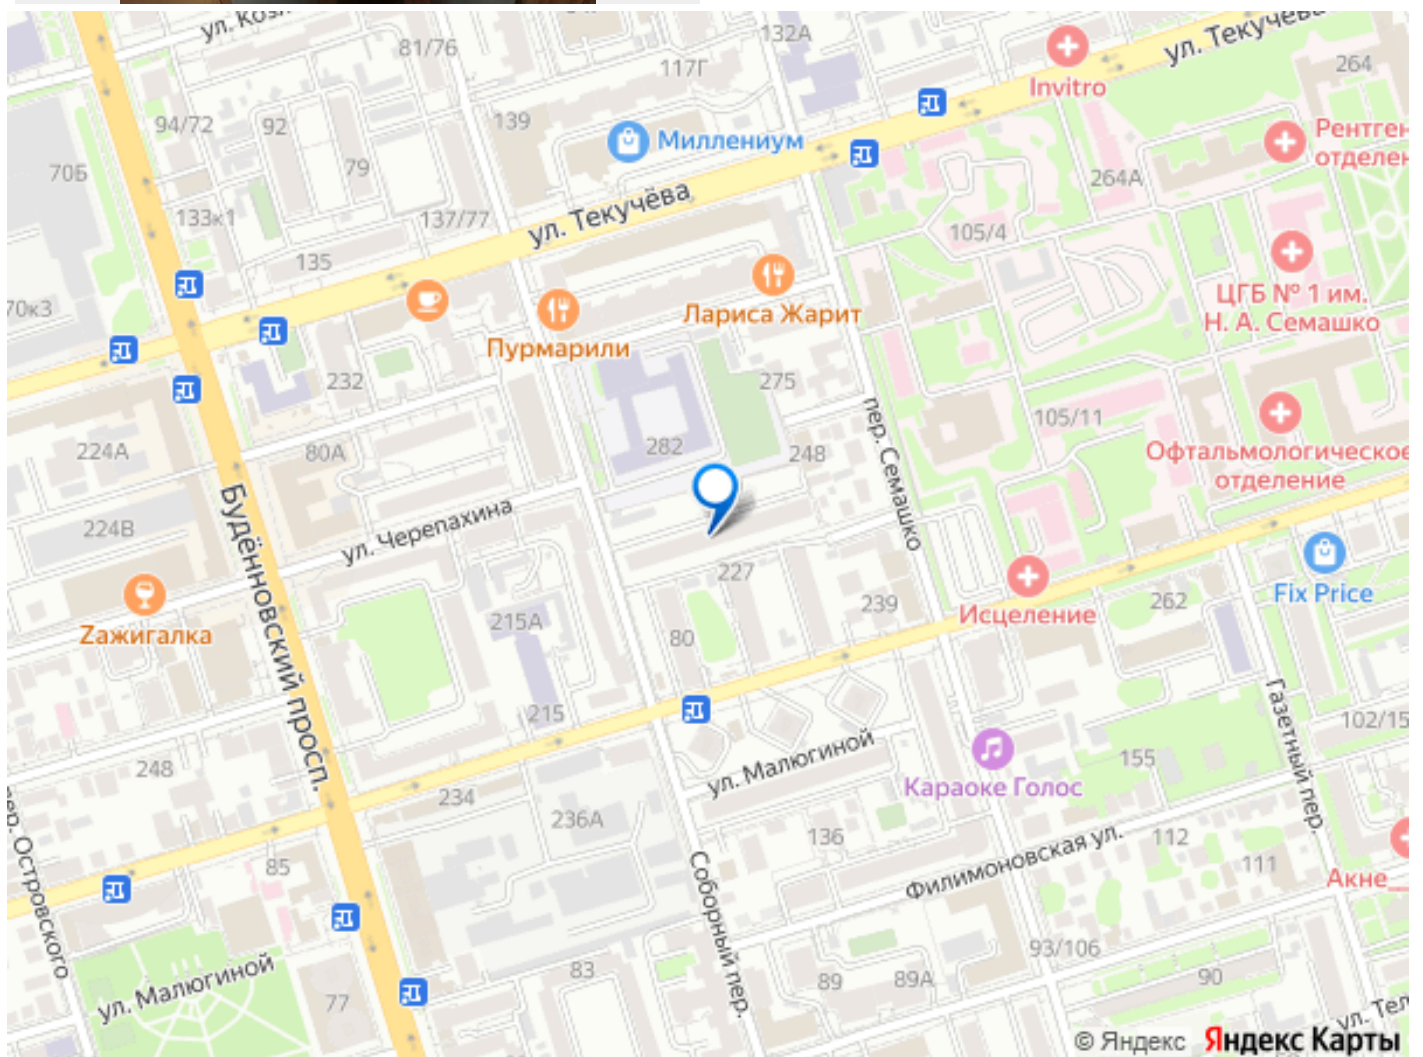 81/76
132А
117Г
ул. Текучёва
264
Invitro
94/72
92
139
Миллениум
Рентген
отделен
70Б
79
264А
133к1
137/77
ул. Текучёва
105/4
135
ЦГБ № 1 им.
Н. А. Семашко
70к3
Лариса Жарит
Пурмарили
232
275
105/11
пер. Семашко
224А
80А
282
248
Офтальмологическое
отделение
224В
ул. Черепахина
Будённовский просп.
227
239
262
Fix Price
Исцеление
215А
Zажигалка
80
215
Газетный пер.
102/15
ул. Малюгиной
155
248
234
236А
Караоке Голос
136
112
пер. Островского
85
Филимоновская ул.
111
Акне_
Соборный пер.
93/106
ул. Малюгиной
83
89
89А
90
77
ул. Тел
© Яндекс Яндекс Карты